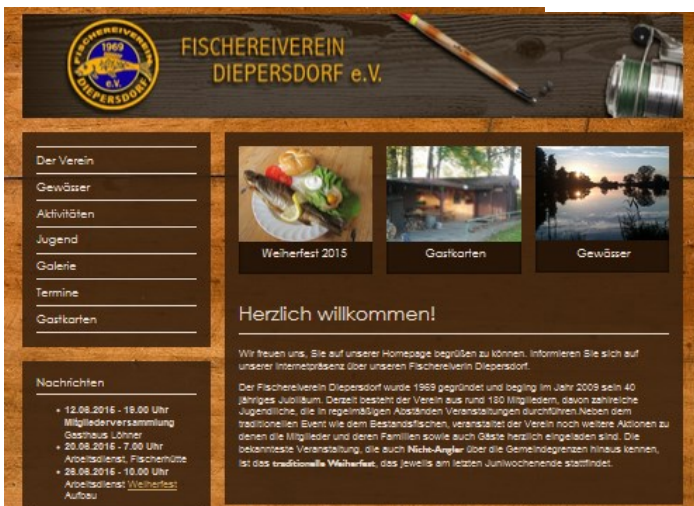 FISCHEREIVEREIN
1969
e.V.
DIEPERSDORF
FISCHEREIVEREIN
DIEPERSDORF e.V.
Der Verein
Gewässer
Aktivitäten
Jugend
Galerie
Termine
Gastkarten
Nachrichten
12.06.2015 - 19.00 Uhr
Mitgliederversammlung
Gasthaus Löhner
20.06.2015 - 7.00 Uhr
Arbeitsdienst, Fischerhütte
26.06.2015 - 10.00 Uhr
Arbeitsdienst Weiherfest
Aufbau
Weiherfest 2015
Gastkarten
Gewässer
Herzlich willkommen!
Wir freuen uns, Sie auf unserer Homepage begrüßen zu können. Informieren Sie sich auf
unserer Internetpräsenz über unseren Fischereiverin Diepersdorf.
Der Fischereiverein Diepersdorf wurde 1969 gegründet und beging im Jahr 2009 sein 40
jähriges Jubiläum. Derzeit besteht der Verein aus rund 180 Mitgliedern, davon zahlreiche
Jugendliche, die in regelmäßigen Abständen Veranstaltungen durchführen.Neben dem
traditionellen Event wie dem Bestandsfischen, veranstaltet der Verein noch weitere Aktionen zu
denen die Mitglieder und deren Familien sowie auch Gäste herzlich eingeladen sind. Die
bekannteste Veranstaltung, die auch Nicht-Angler über die Gemeindegrenzen hinaus kennen,
ist das traditionelle Weiherfest, das jeweils am letzten Juniwochenende stattfindet.